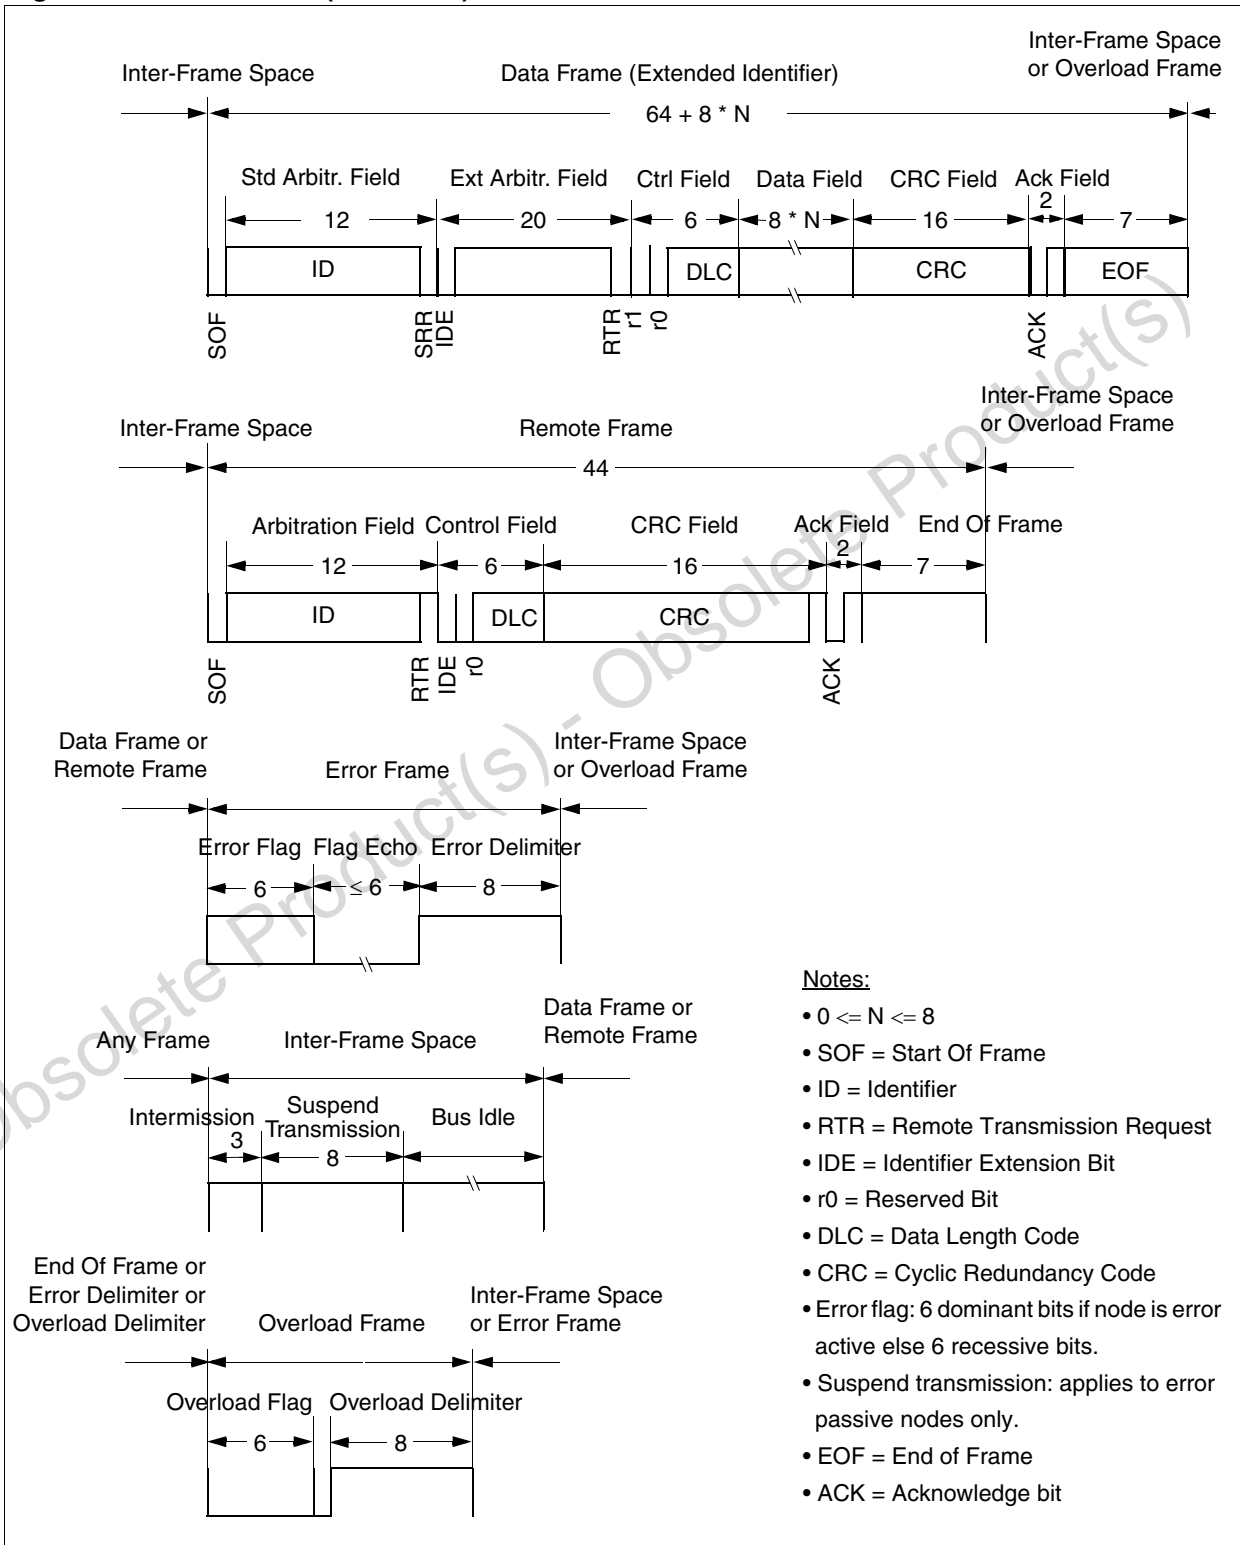 Inter-Frame Space
Data Frame (Extended Identifier)
Inter-Frame Space
or Overload Frame
64 + 8 * N
Std Arbitr. Field
Ext Arbitr. Field
Ctrl Field
Data Field
CRC Field
Ack Field
12
20
6
8 * N
16
2
7
ID
DLC
CRC
EOF
SOF
SRR
IDE
RTR
r1
r0
ACK
Inter-Frame Space
Remote Frame
Inter-Frame Space
or Overload Frame
44
Arbitration Field
Control Field
CRC Field
Ack Field
End Of Frame
12
6
16
2
7
ID
DLC
CRC
SOF
RTR
IDE
r0
ACK
Data Frame or
Remote Frame
Error Frame
Inter-Frame Space
or Overload Frame
Error Flag
Flag Echo
Error Delimiter
6
≤ 6
8
Any Frame
Inter-Frame Space
Data Frame or
Remote Frame
Intermission
Suspend
Transmission
Bus Idle
3
8
End Of Frame or
Error Delimiter or
Overload Delimiter
Overload Frame
Inter-Frame Space
or Error Frame
Overload Flag
Overload Delimiter
6
8
Notes:
• 0 <= N <= 8
• SOF = Start Of Frame
• ID = Identifier
• RTR = Remote Transmission Request
• IDE = Identifier Extension Bit
• r0 = Reserved Bit
• DLC = Data Length Code
• CRC = Cyclic Redundancy Code
• Error flag: 6 dominant bits if node is error
active else 6 recessive bits.
• Suspend transmission: applies to error
passive nodes only.
• EOF = End of Frame
• ACK = Acknowledge bit
Obsolete Product(s) - Obsolete Product(s)